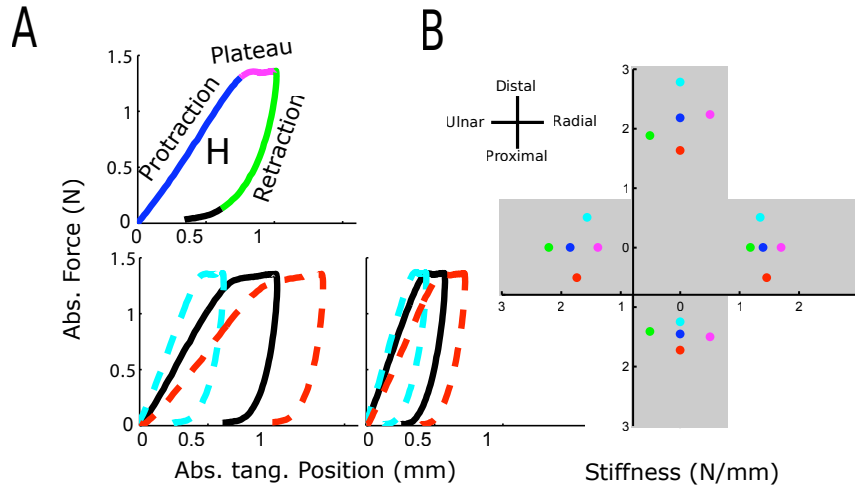 A
B
1.5
1
0.5
0
0
0.5
1
Protraction
Plateau
Retraction
H
Abs. Force (N)
1.5
1
0.5
0
0
0.5
1
0
0.5
1
Abs. tang. Position (mm)
Distal
Ulnar
Radial
Proximal
3
2
1
0
1
2
3
3
2
1
0
1
2
Stiffness (N/mm)